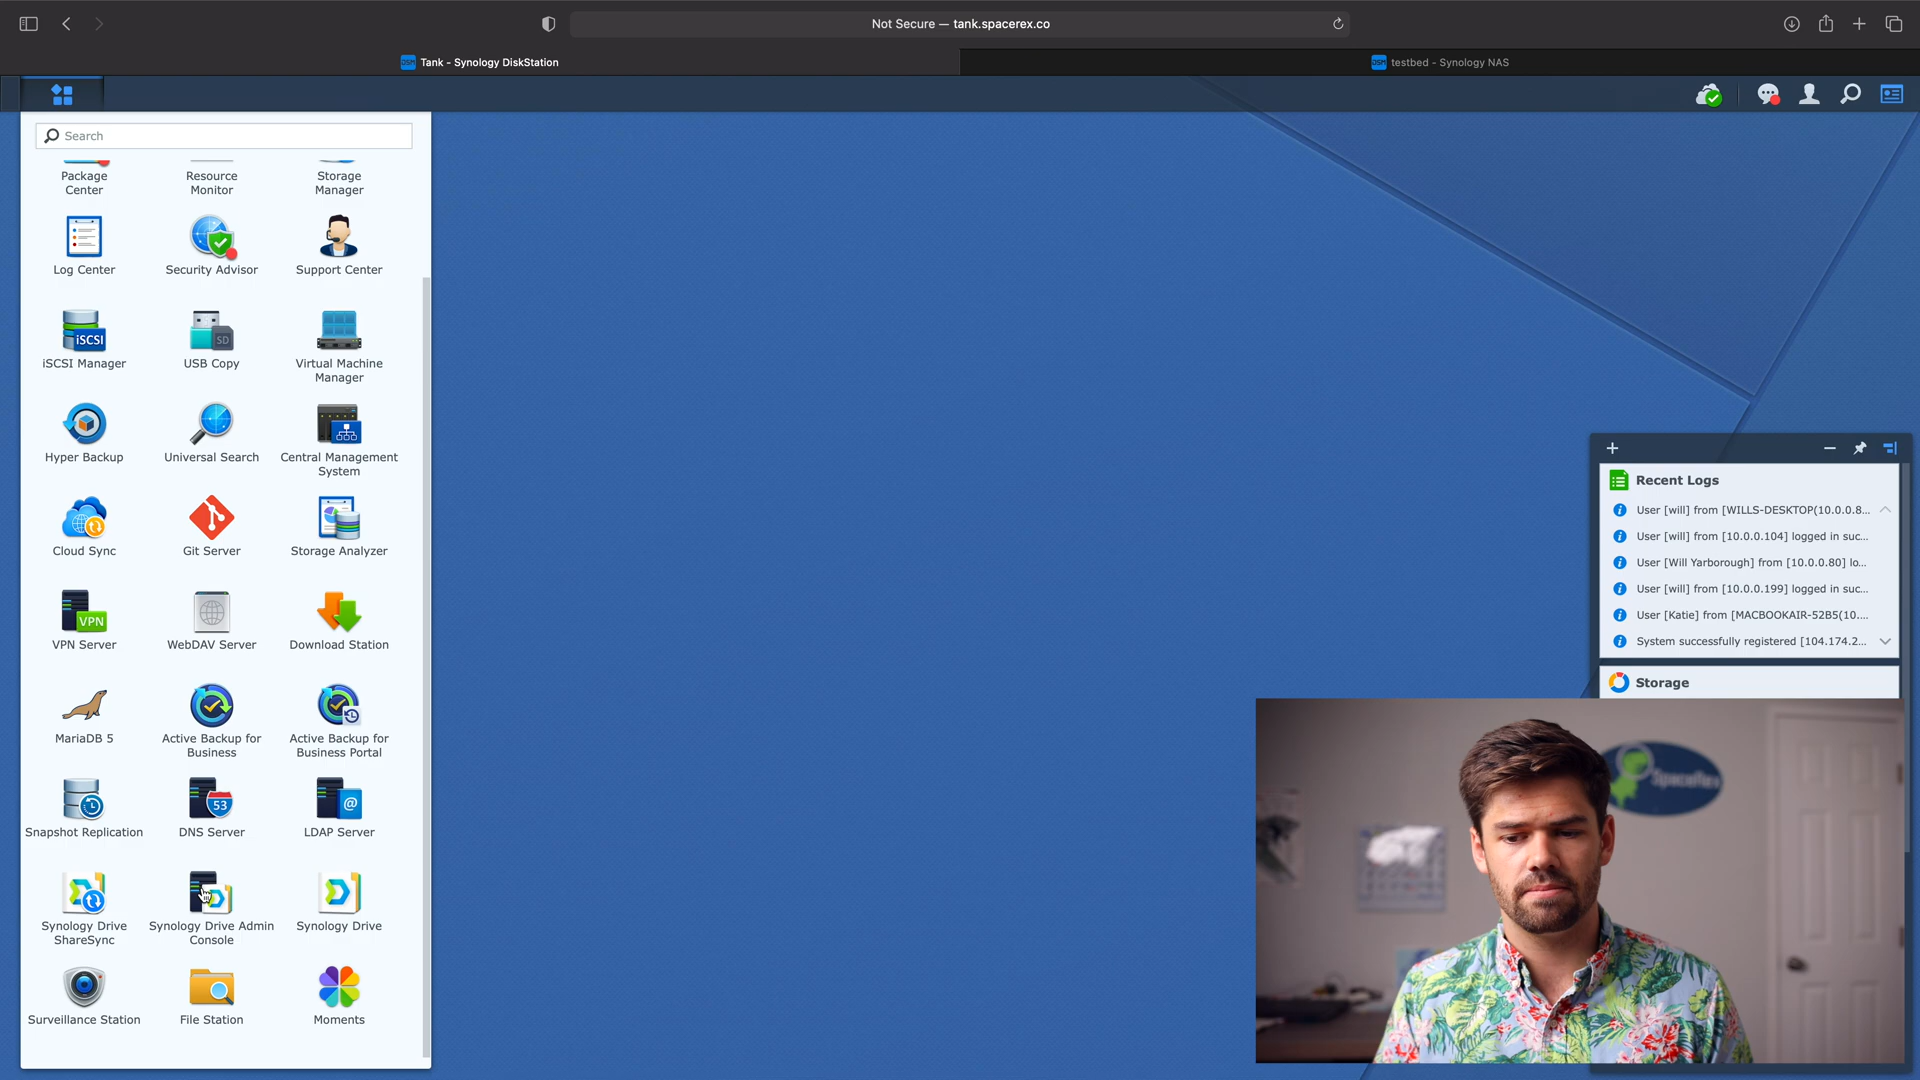 Not Secure — tank.spacerex.co
DSM Tank - Synology DiskStation
DSM testbed - Synology NAS
Search
Package Center
Resource Monitor
Storage Manager
Log Center
Security Advisor
Support Center
iSCSI
SD
iSCSI Manager
USB Copy
Virtual Machine Manager
Hyper Backup
Universal Search
Central Management System
Cloud Sync
Git Server
Storage Analyzer
VPN
VPN Server
WebDAV Server
Download Station
MariaDB 5
Active Backup for Business
Active Backup for Business Portal
53
@
Snapshot Replication
DNS Server
LDAP Server
Synology Drive ShareSync
Synology Drive Admin Console
Synology Drive
Surveillance Station
File Station
Moments
Recent Logs
User [will] from [WILLS-DESKTOP(10.0.0.8...
User [will] from [10.0.0.104] logged in suc...
User [Will Yarborough] from [10.0.0.80] lo...
User [will] from [10.0.0.199] logged in suc...
User [Katie] from [MACBOOKAIR-52B5(10....
System successfully registered [104.174.2...
Storage
SpaceRex